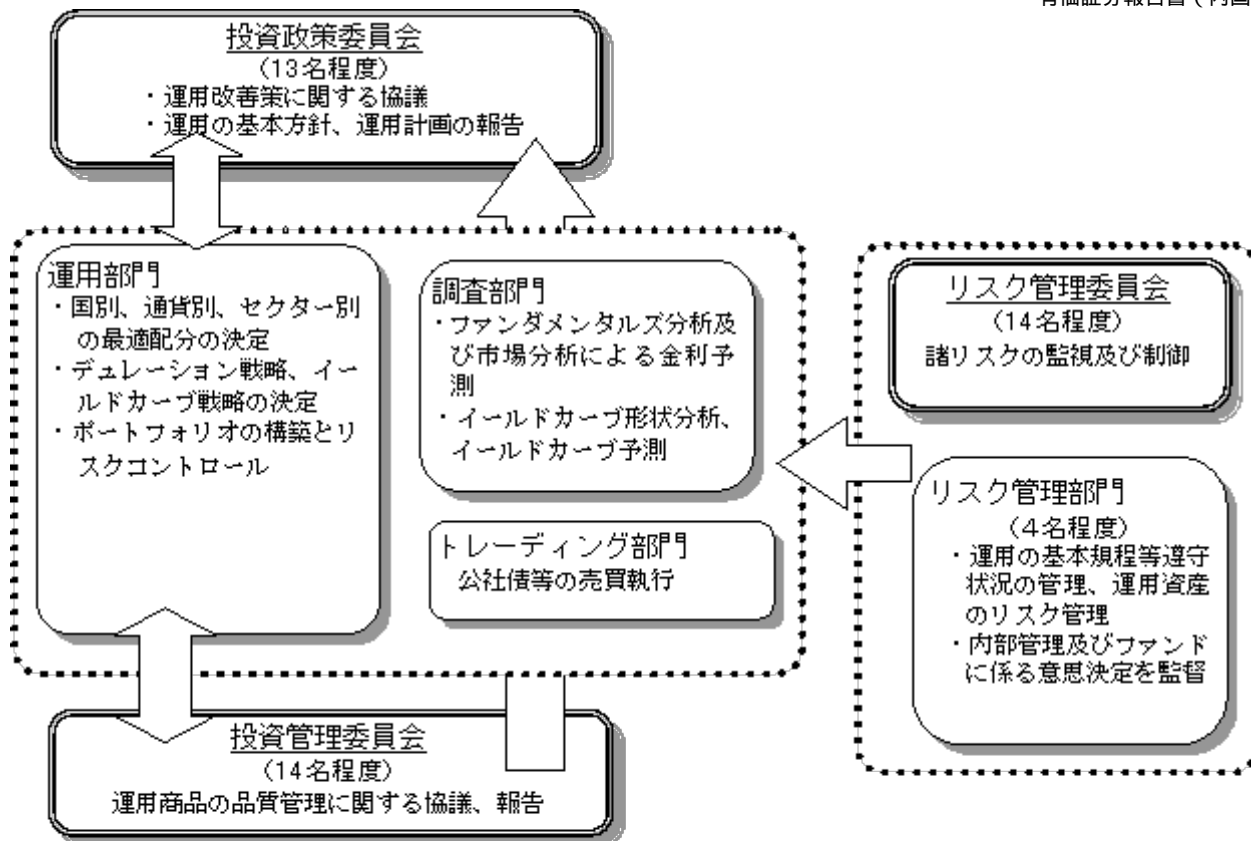 有価証券報告書(内国
投資政策委員会
(13名程度)
・運用改善策に関する協議
・運用の基本方針、運用計画の報告
運用部門
・国別、通貨別、セクター別
の最適配分の決定
・デュレーション戦略、イー
ルドカーブ戦略の決定
・ポートフォリオの構築とリ
スクコントロール
調査部門
・ファンダメンタルズ分析及
び市場分析による金利予
測
・イールドカーブ形状分析、
イールドカーブ予測
トレーディング部門
公社債等の売買執行
リスク管理委員会
(14名程度)
諸リスクの監視及び制御
リスク管理部門
(4名程度)
・運用の基本規程等遵守
状況の管理、運用資産
のリスク管理
・内部管理及びファンド
に係る意思決定を監督
投資管理委員会
(14名程度)
運用商品の品質管理に関する協議、報告